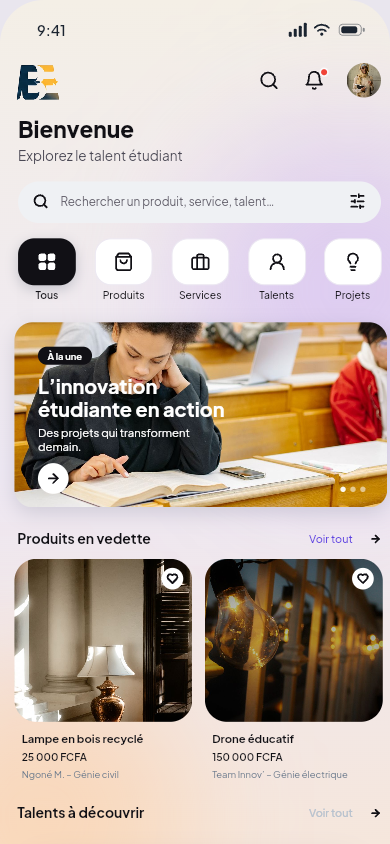 9:41
Bienvenue
Explorez le talent étudiant
Rechercher un produit, service, talent...
Tous
Produits
Services
Talents
Projets
À la une
L'innovation
étudiante en action
Des projets qui transforment
demain.
Produits en vedette
Voir tout
Lampe en bois recyclé
25 000 FCFA
Ngoné M. – Génie civil
Drone éducatif
150 000 FCFA
Team Innov' – Génie électrique
Talents à découvrir
Voir tout